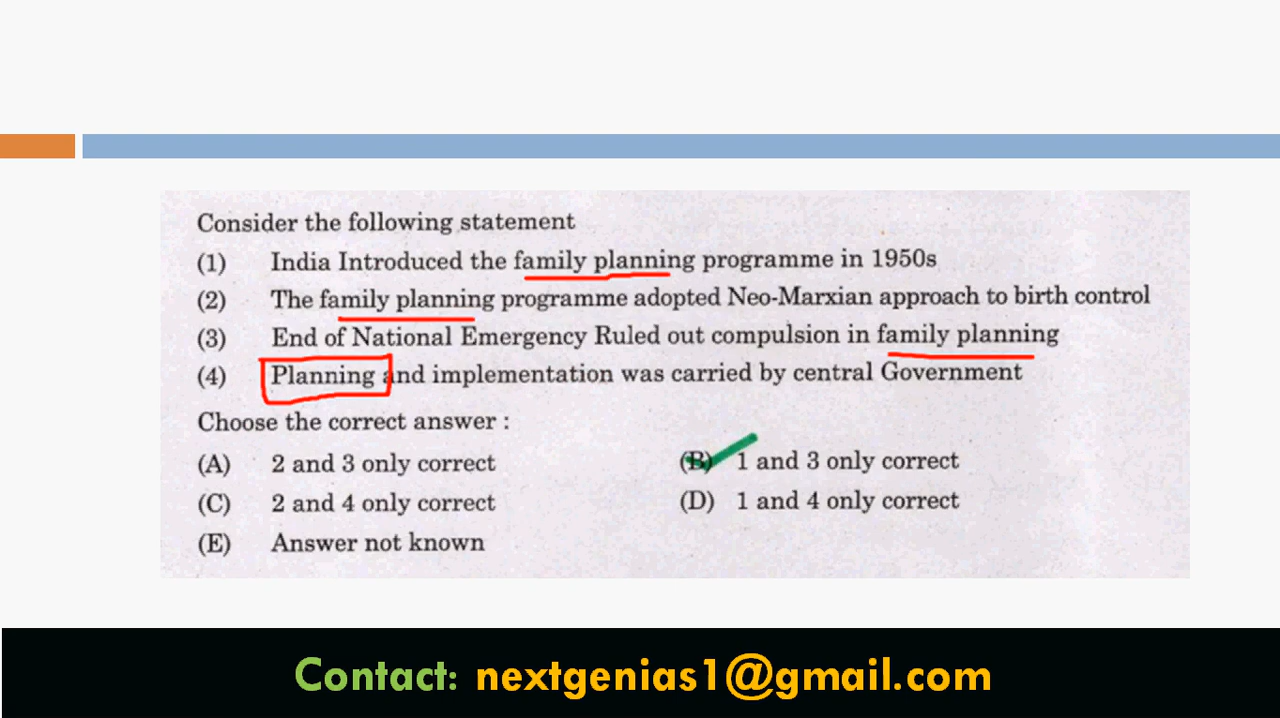 Consider the following statement
(1) India Introduced the family planning programme in 1950s
(2) The family planning programme adopted Neo-Marxian approach to birth control
(3) End of National Emergency Ruled out compulsion in family planning
(4) Planning and implementation was carried by central Government
Choose the correct answer :
(A) 2 and 3 only correct (B) 1 and 3 only correct
(C) 2 and 4 only correct (D) 1 and 4 only correct
(E) Answer not known
Contact: nextgenias1@gmail.com